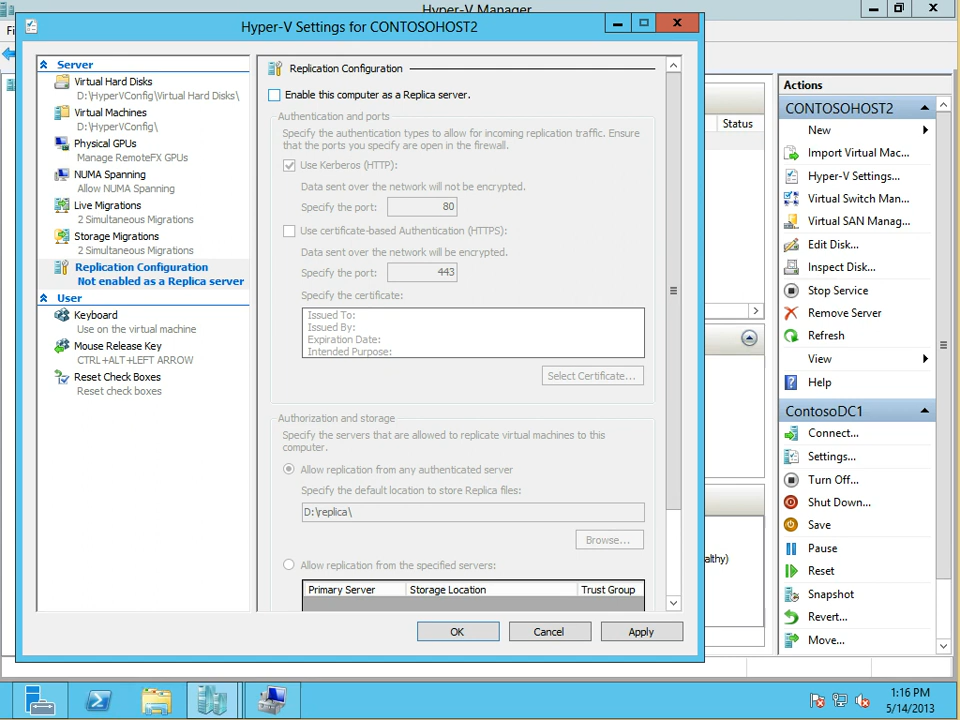 Hyper-V Manager
Hyper-V Settings for CONTOSOHOST2
Server
Virtual Hard Disks
D:\HyperVConfig\Virtual Hard Disks\
Virtual Machines
D:\HyperVConfig\
Physical GPUs
Manage RemoteFX GPUs
NUMA Spanning
Allow NUMA Spanning
Live Migrations
2 Simultaneous Migrations
Storage Migrations
2 Simultaneous Migrations
Replication Configuration
Not enabled as a Replica server
User
Keyboard
Use on the virtual machine
Mouse Release Key
CTRL+ALT+LEFT ARROW
Reset Check Boxes
Reset check boxes
Replication Configuration
Enable this computer as a Replica server.
Authentication and ports
Specify the authentication types to allow for incoming replication traffic. Ensure
that the ports you specify are open in the firewall.
Use Kerberos (HTTP):
Data sent over the network will not be encrypted.
Specify the port: 80
Use certificate-based Authentication (HTTPS):
Data sent over the network will be encrypted.
Specify the port: 443
Specify the certificate:
Issued To:
Issued By:
Expiration Date:
Intended Purpose:
Select Certificate...
Authorization and storage
Specify the servers that are allowed to replicate virtual machines to this
computer.
Allow replication from any authenticated server
Specify the default location to store Replica files:
D:\replica\
Browse...
Allow replication from the specified servers:
Primary Server Storage Location Trust Group
OK Cancel Apply
Status
althy)
Actions
CONTOSOHOST2
New
Import Virtual Mac...
Hyper-V Settings...
Virtual Switch Man...
Virtual SAN Manag...
Edit Disk...
Inspect Disk...
Stop Service
Remove Server
Refresh
View
Help
ContosoDC1
Connect...
Settings...
Turn Off...
Shut Down...
Save
Pause
Reset
Snapshot
Revert...
Move...
1:16 PM
5/14/2013